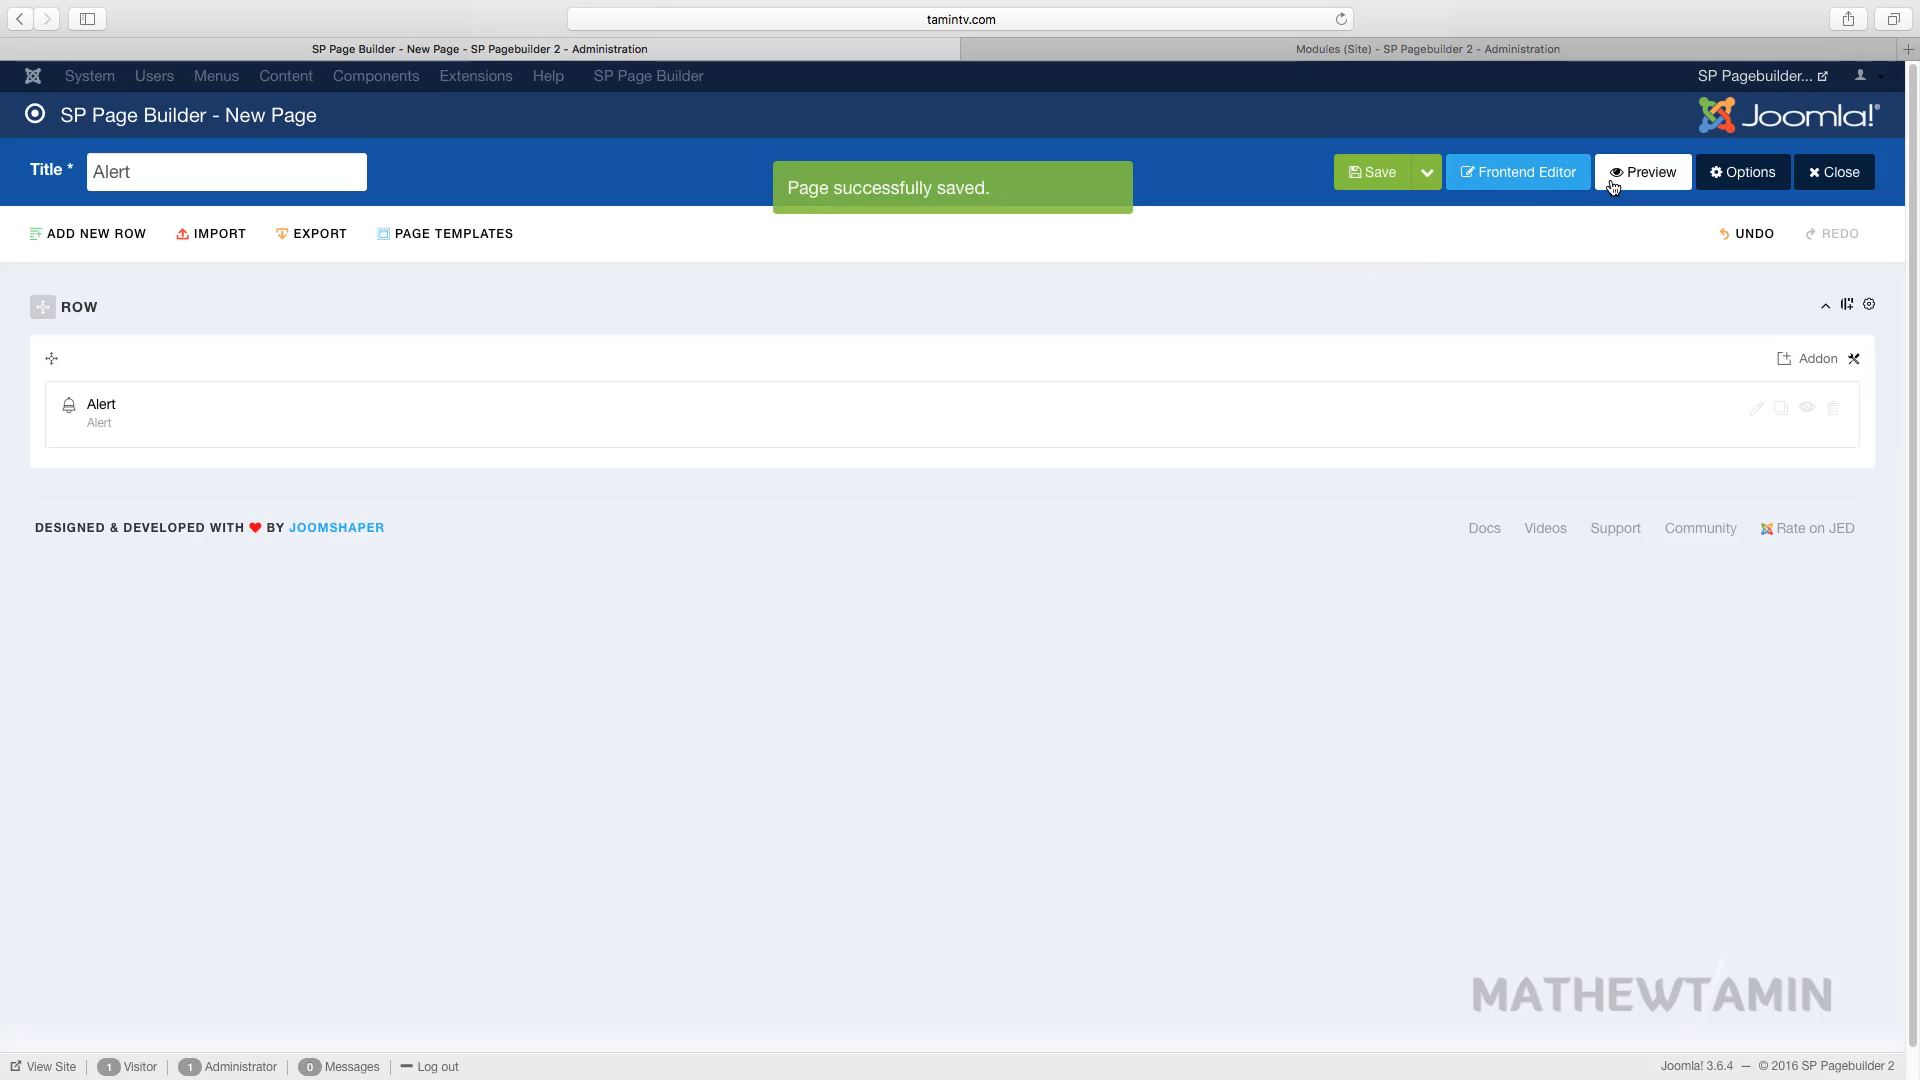 tamintv.com
SP Page Builder - New Page - SP Pagebuilder 2 - Administration
Modules (Site) - SP Pagebuilder 2 - Administration
System Users Menus Content Components Extensions Help SP Page Builder
SP Pagebuilder...
SP Page Builder - New Page
Joomla!®
Title * Alert
Page successfully saved.
Save Frontend Editor Preview Options Close
ADD NEW ROW IMPORT EXPORT PAGE TEMPLATES UNDO REDO
ROW
Addon
Alert
Alert
DESIGNED & DEVELOPED WITH ❤ BY JOOMSHAPER
Docs Videos Support Community Rate on JED
MATHEWTAMIN
View Site 1 Visitor 1 Administrator 0 Messages Log out
Joomla! 3.6.4 — © 2016 SP Pagebuilder 2